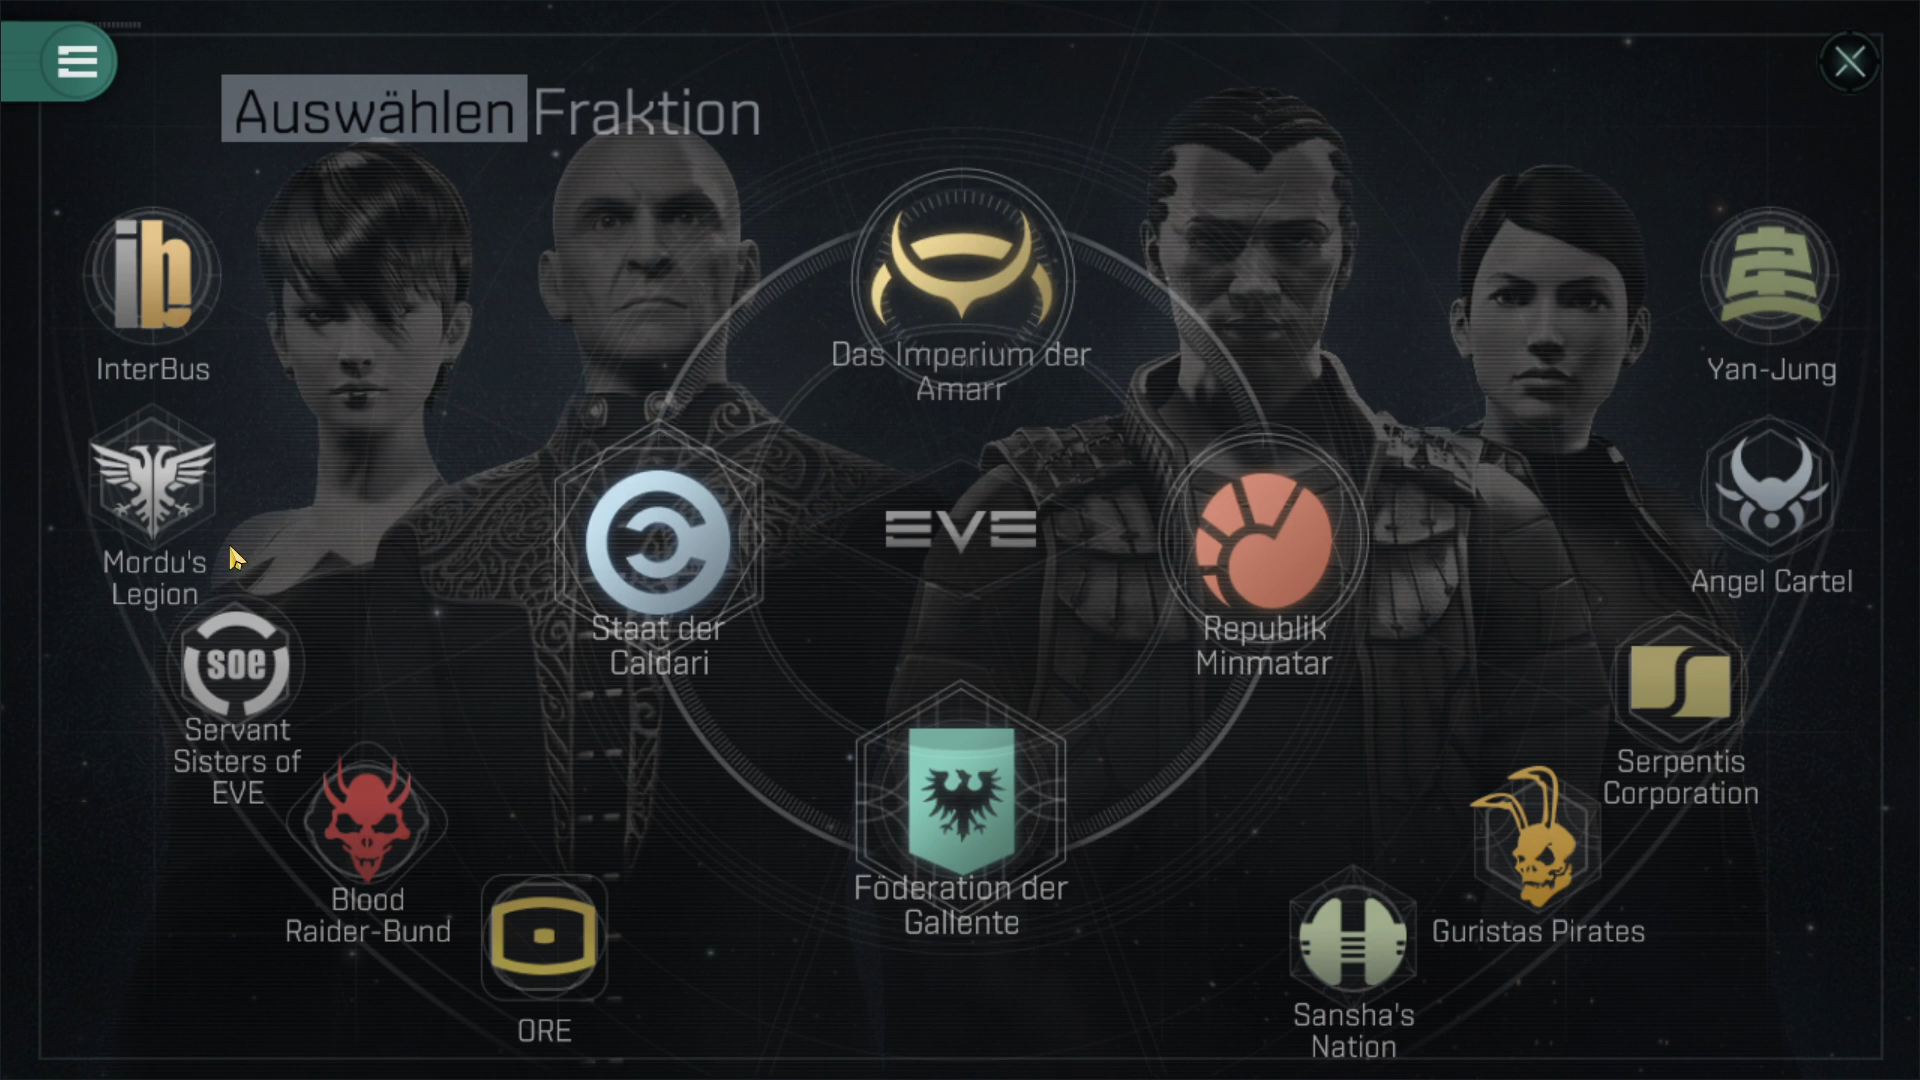 Auswählen Fraktion
InterBus
Das Imperium der
Amarr
Yan-Jung
Mordu's
Legion
Staat der
Caldari
EVE
Republik
Minmatar
Angel Cartel
soe
Servant
Sisters of
EVE
Serpentis
Corporation
Blood
Raider-Bund
Föderation der
Gallente
Guristas Pirates
ORE
Sansha's
Nation